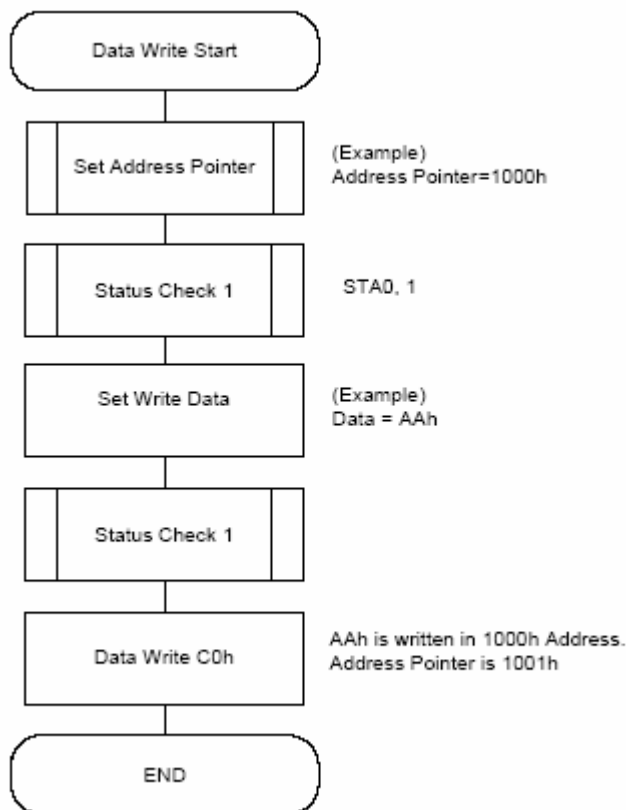 Data Write Start
Set Address Pointer
(Example)
Address Pointer=1000h
Status Check 1
STA0, 1
Set Write Data
(Example)
Data = AAh
Status Check 1
Data Write C0h
AAh is written in 1000h Address.
Address Pointer is 1001h
END